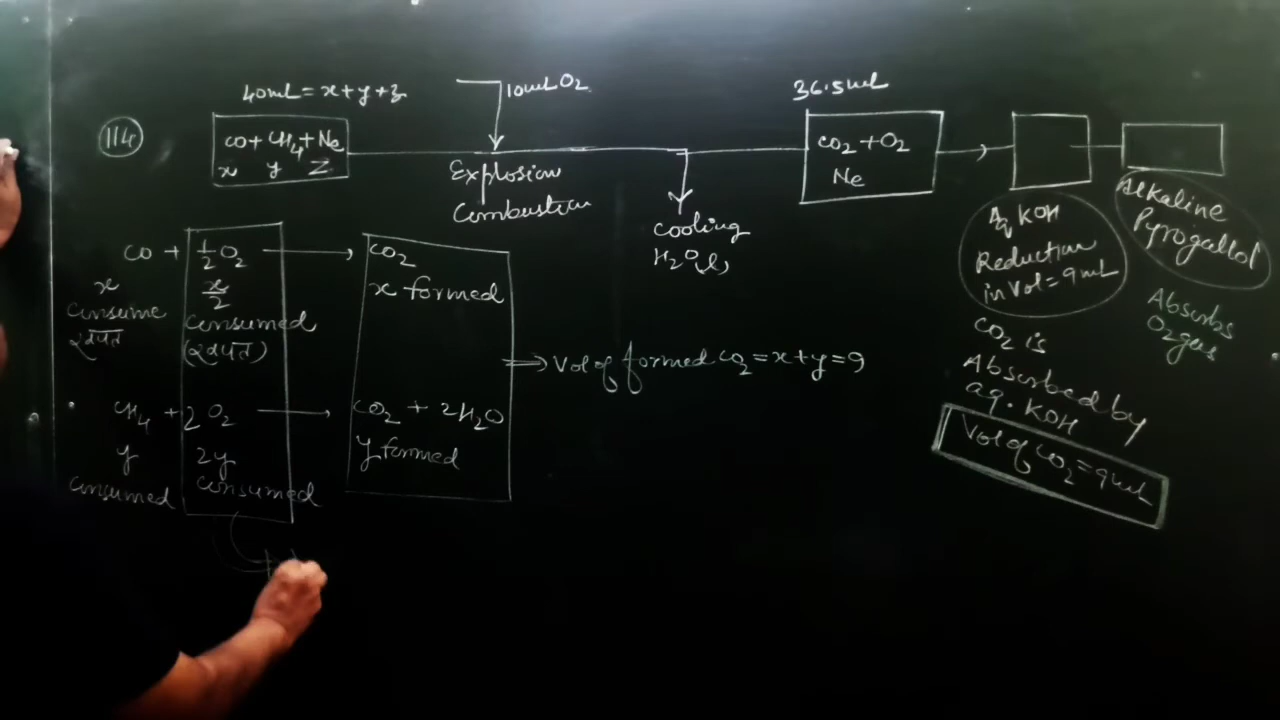 114
40mL = x+y+z
CO + CH₄ + Ne
x y Z
10mL O₂
Explosion
Combustion
cooling
H₂O(l)
36.5mL
CO₂ + O₂
Ne
Aq KOH
Reduction
in Vol = 9mL
CO₂ is
Absorbed by
aq. KOH
Vol of CO₂ = 9mL
Alkaline
Pyrogallol
Absorbs
O₂ gas
CO + ½ O₂ → CO₂
x x/2 x formed
consume consumed
खपत (खपत)
⇒ Vol of formed CO₂ = x+y = 9
CH₄ + 2O₂ → CO₂ + 2H₂O
y 2y y formed
consumed consumed